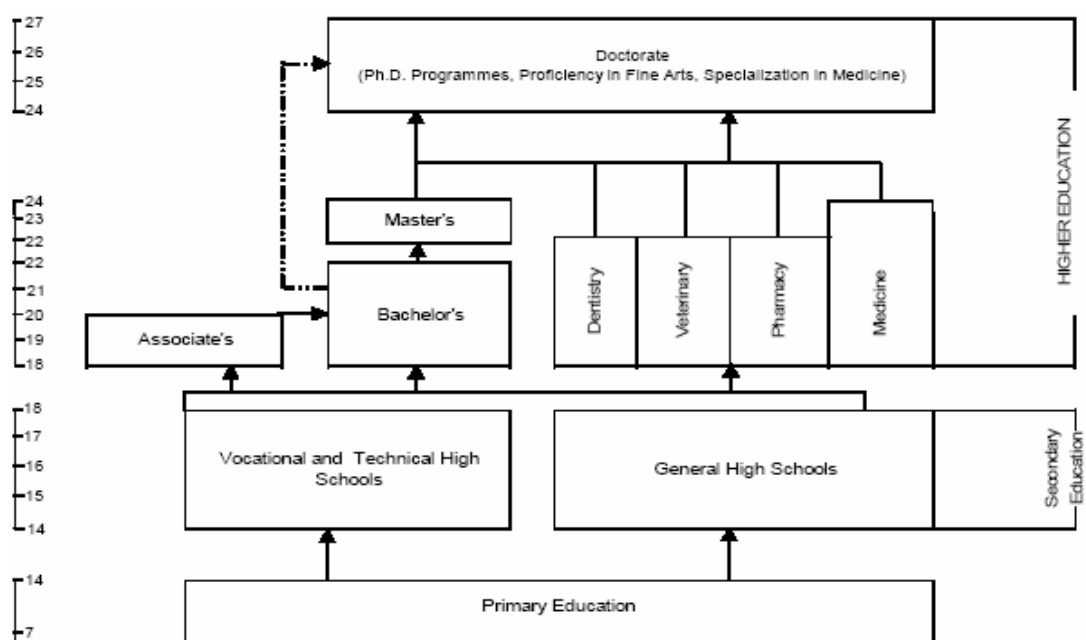 27
26
25
24
Doctorate
(Ph.D. Programmes, Proficiency in Fine Arts, Specialization in Medicine)
24
23
22
Master's
22
21
20
19
18
Associate's
Bachelor's
Dentistry
Veterinary
Pharmacy
Medicine
HIGHER EDUCATION
18
17
16
15
14
Vocational and Technical High
Schools
General High Schools
Secondary
Education
14
7
Primary Education